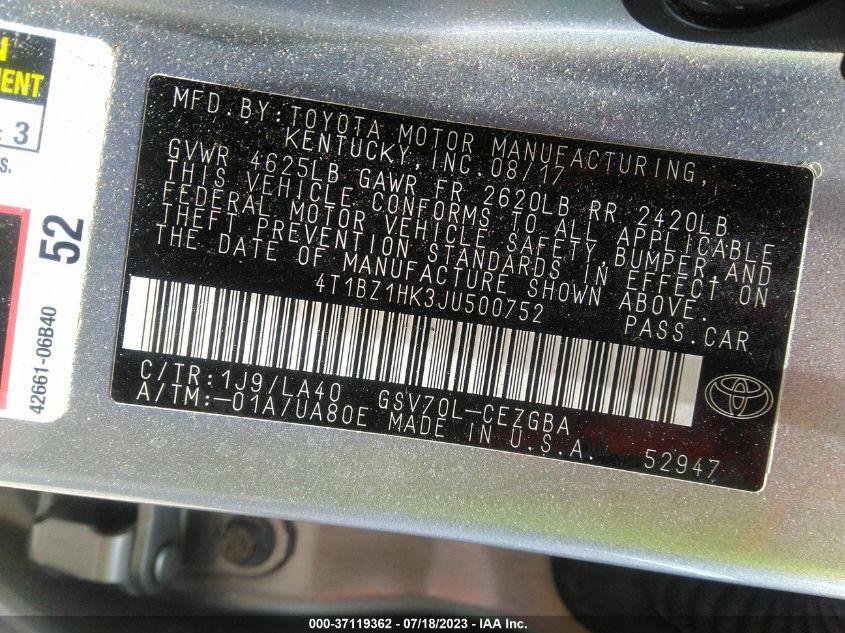 N
MENT
: 3
S.
52
42661-06B40
MFD.BY:TOYOTA MOTOR MANUFACTURING,
KENTUCKY,INC.08/17
GVWR 4625LB GAWR FR 2620LB RR 2420LB
THIS VEHICLE CONFORMS TO ALL APPLICABLE
FEDERAL MOTOR VEHICLE SAFETY,BUMPER AND
THEFT PREVENTION STANDARDS IN EFFECT ON
THE DATE OF MANUFACTURE SHOWN ABOVE.
4T1BZ1HK3JU500752 PASS.CAR
C/TR:1J9/LA40 GSV70L-CEZGBA
A/TM:-01A/UA80E MADE IN U.S.A. 52947
000-37119362 - 07/18/2023 - IAA Inc.